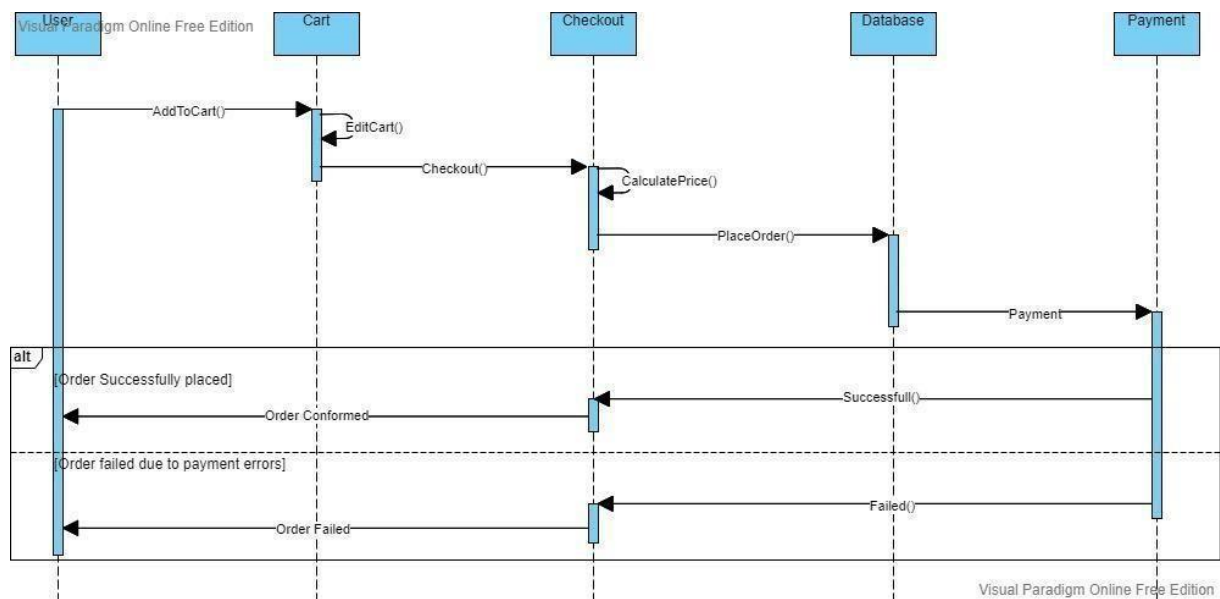 Visual Paradigm Online Free Edition
User
Cart
Checkout
Database
Payment
AddToCart()
EditCart()
Checkout()
CalculatePrice()
PlaceOrder()
Payment
alt
[Order Successfully placed]
Successfull()
Order Conformed
[Order failed due to payment errors]
Failed()
Order Failed
Visual Paradigm Online Free Edition